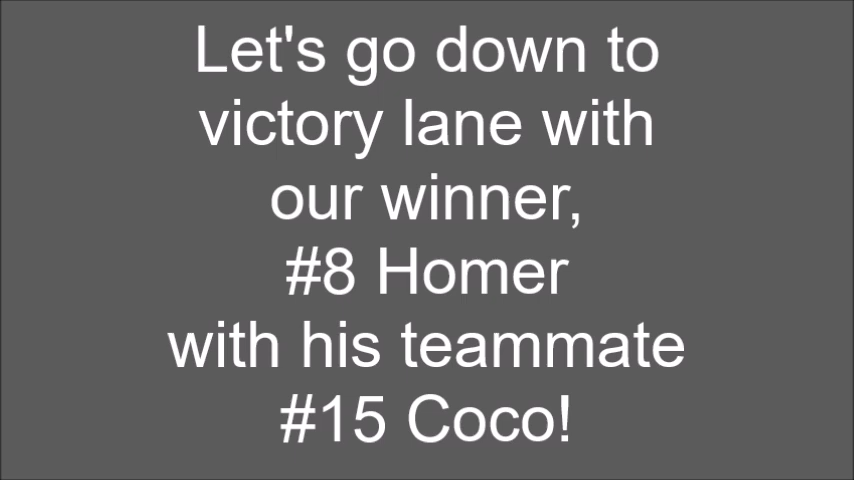 Let's go down to
victory lane with
our winner,
#8 Homer
with his teammate
#15 Coco!